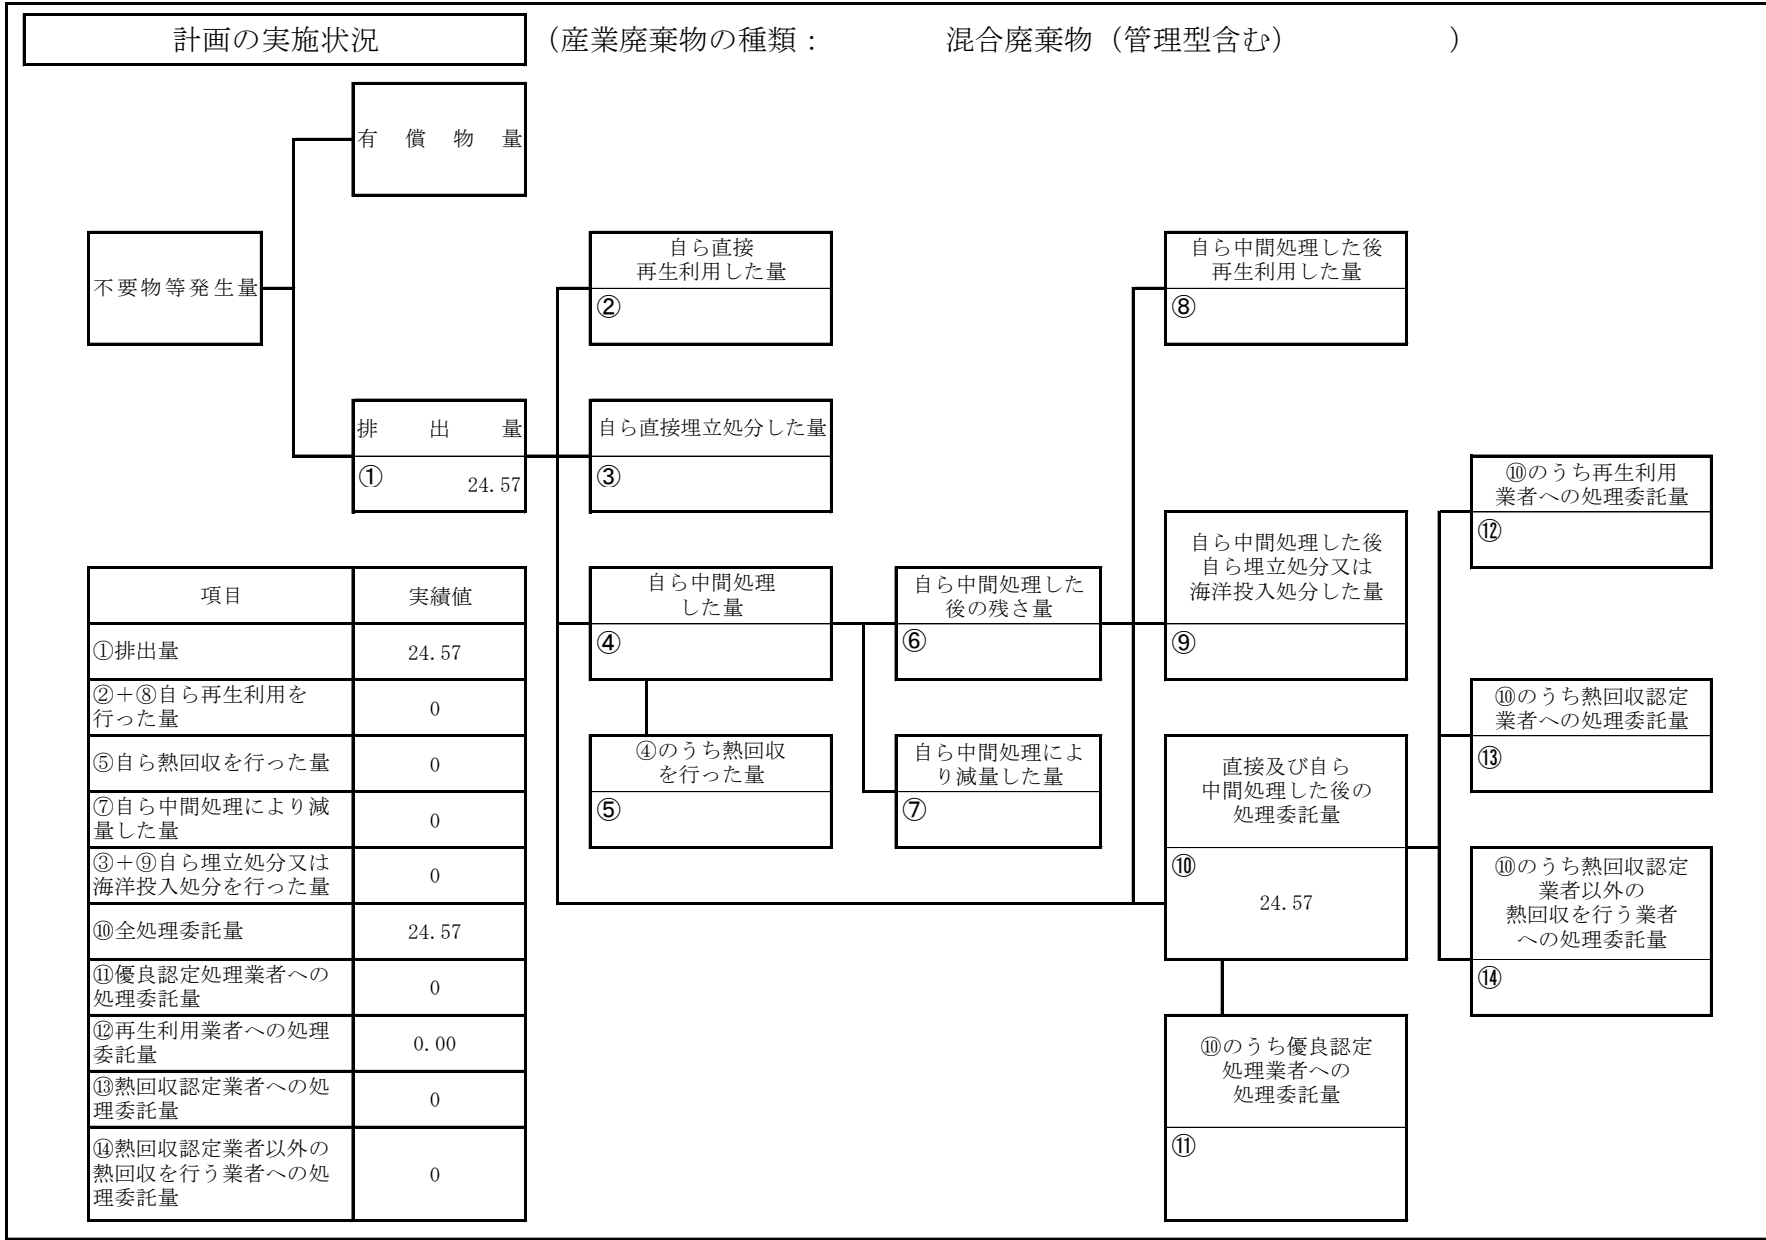 計画の実施状況
（産業廃棄物の種類： 混合廃棄物（管理型含む） ）
有償物量
不要物等発生量
排出量
① 24.57
自ら直接
再生利用した量
②
自ら直接埋立処分した量
③
自ら中間処理
した量
④
④のうち熱回収
を行った量
⑤
自ら中間処理した
後の残さ量
⑥
自ら中間処理によ
り減量した量
⑦
自ら中間処理した後
再生利用した量
⑧
自ら中間処理した後
自ら埋立処分又は
海洋投入処分した量
⑨
直接及び自ら
中間処理した後の
処理委託量
⑩
24.57
⑩のうち優良認定
処理業者への
処理委託量
⑪
⑩のうち再生利用
業者への処理委託量
⑫
⑩のうち熱回収認定
業者への処理委託量
⑬
⑩のうち熱回収認定
業者以外の
熱回収を行う業者
への処理委託量
⑭
項目 実績値
①排出量 24.57
②＋⑧自ら再生利用を
行った量 0
⑤自ら熱回収を行った量 0
⑦自ら中間処理により減
量した量 0
③＋⑨自ら埋立処分又は
海洋投入処分を行った量 0
⑩全処理委託量 24.57
⑪優良認定処理業者への
処理委託量 0
⑫再生利用業者への処理
委託量 0.00
⑬熱回収認定業者への処
理委託量 0
⑭熱回収認定業者以外の
熱回収を行う業者への処
理委託量 0